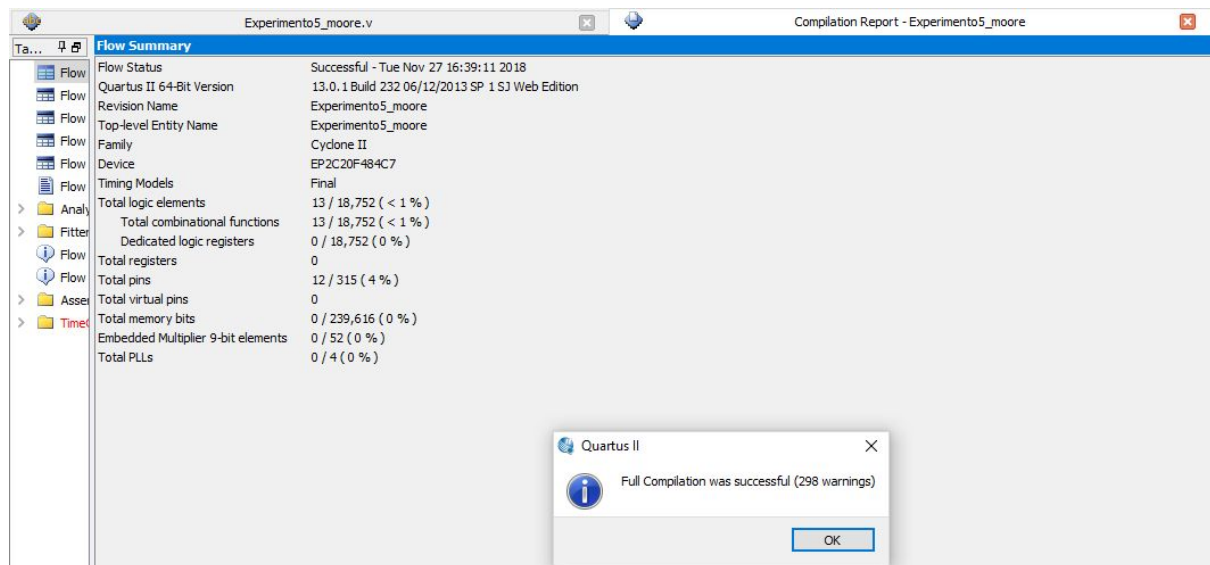 Experimento5_moore.v
Compilation Report - Experimento5_moore
Ta...
Flow Summary
Flow
Flow
Flow
Flow
Flow
Flow
Analy
Fitter
Flow
Flow
Asse
Time
Flow Status Successful - Tue Nov 27 16:39:11 2018
Quartus II 64-Bit Version 13.0.1 Build 232 06/12/2013 SP 1 SJ Web Edition
Revision Name Experimento5_moore
Top-level Entity Name Experimento5_moore
Family Cyclone II
Device EP2C20F484C7
Timing Models Final
Total logic elements 13 / 18,752 ( < 1 % )
Total combinational functions 13 / 18,752 ( < 1 % )
Dedicated logic registers 0 / 18,752 ( 0 % )
Total registers 0
Total pins 12 / 315 ( 4 % )
Total virtual pins 0
Total memory bits 0 / 239,616 ( 0 % )
Embedded Multiplier 9-bit elements 0 / 52 ( 0 % )
Total PLLs 0 / 4 ( 0 % )
Quartus II
Full Compilation was successful (298 warnings)
OK